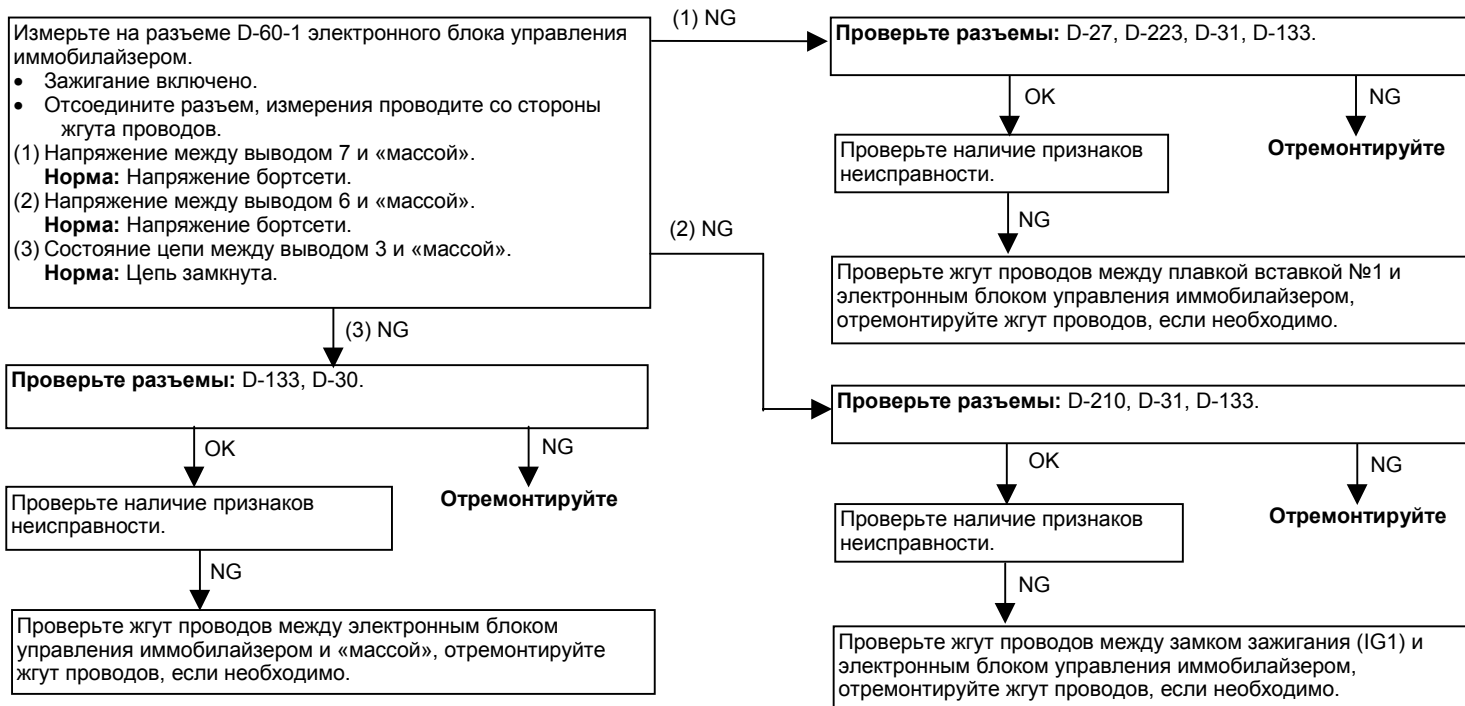 Измерьте на разъеме D-60-1 электронного блока управления
иммобилайзером.
• Зажигание включено.
• Отсоедините разъем, измерения проводите со стороны
жгута проводов.
(1) Напряжение между выводом 7 и «массой».
Норма: Напряжение бортсети.
(2) Напряжение между выводом 6 и «массой».
Норма: Напряжение бортсети.
(3) Состояние цепи между выводом 3 и «массой».
Норма: Цепь замкнута.
(1) NG
Проверьте разъемы: D-27, D-223, D-31, D-133.
OK
NG
Проверьте наличие признаков
неисправности.
Отремонтируйте
NG
Проверьте жгут проводов между плавкой вставкой №1 и
электронным блоком управления иммобилайзером,
отремонтируйте жгут проводов, если необходимо.
(2) NG
Проверьте разъемы: D-210, D-31, D-133.
OK
NG
Проверьте наличие признаков
неисправности.
Отремонтируйте
NG
Проверьте жгут проводов между замком зажигания (IG1) и
электронным блоком управления иммобилайзером,
отремонтируйте жгут проводов, если необходимо.
(3) NG
Проверьте разъемы: D-133, D-30.
OK
NG
Проверьте наличие признаков
неисправности.
Отремонтируйте
NG
Проверьте жгут проводов между электронным блоком
управления иммобилайзером и «массой», отремонтируйте
жгут проводов, если необходимо.